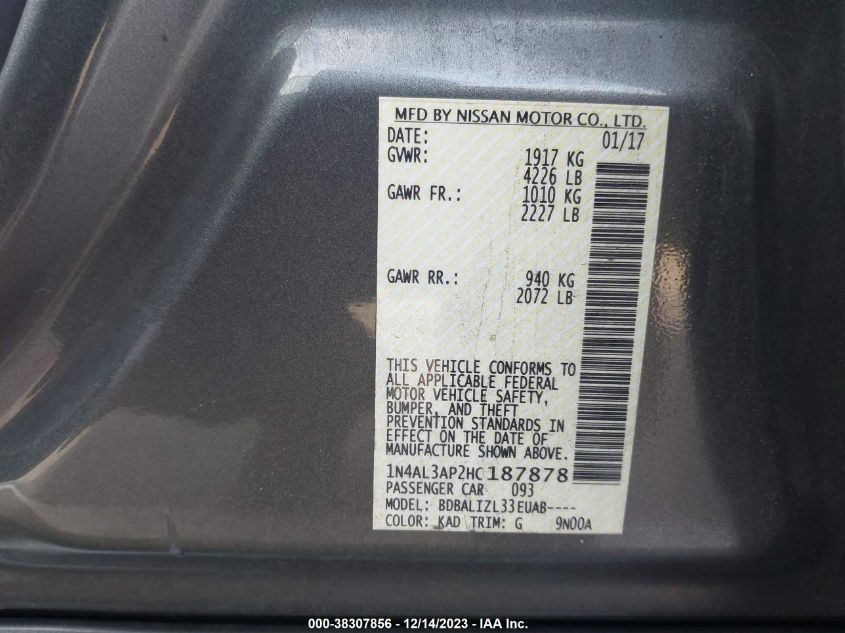 MFD BY NISSAN MOTOR CO., LTD.
DATE: 01/17
GVWR: 1917 KG
4226 LB
GAWR FR.: 1010 KG
2227 LB
GAWR RR.: 940 KG
2072 LB
THIS VEHICLE CONFORMS TO
ALL APPLICABLE FEDERAL
MOTOR VEHICLE SAFETY,
BUMPER, AND THEFT
PREVENTION STANDARDS IN
EFFECT ON THE DATE OF
MANUFACTURE SHOWN ABOVE.
1N4AL3AP2HC187878
PASSENGER CAR 093
MODEL: BDBALIZL33EUAB----
COLOR: KAD TRIM: G 9N00A
000-38307856 - 12/14/2023 - IAA Inc.